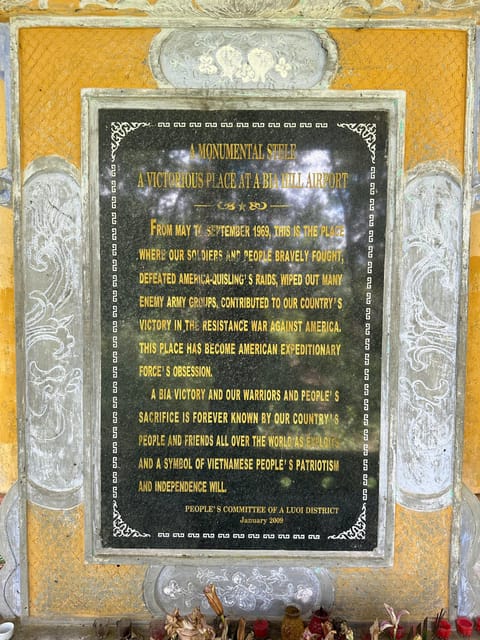 A MONUMENTAL STELE
A VICTORIOUS PLACE AT A BIA HILL AIRPORT
FROM MAY TO SEPTEMBER 1969, THIS IS THE PLACE
WHERE OUR SOLDIERS AND PEOPLE BRAVELY FOUGHT,
DEFEATED AMERICA-QUISLING'S RAIDS, WIPED OUT MANY
ENEMY ARMY GROUPS, CONTRIBUTED TO OUR COUNTRY'S
VICTORY IN THE RESISTANCE WAR AGAINST AMERICA.
THIS PLACE HAS BECOME AMERICAN EXPEDITIONARY
FORCE'S OBSESSION.
A BIA VICTORY AND OUR WARRIORS AND PEOPLE'S
SACRIFICE IS FOREVER KNOWN BY OUR COUNTRY'S
PEOPLE AND FRIENDS ALL OVER THE WORLD AS EXPLOITS
AND A SYMBOL OF VIETNAMESE PEOPLE'S PATRIOTISM
AND INDEPENDENCE WILL.
PEOPLE'S COMMITTEE OF A LUOI DISTRICT
January 2009